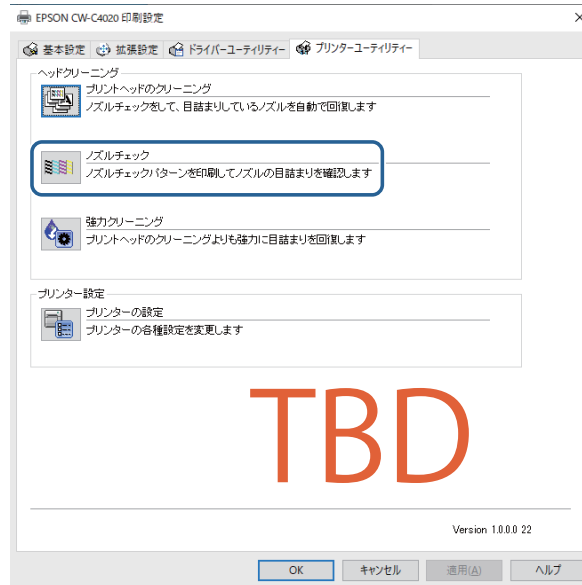 EPSON CW-C4020 印刷設定
基本設定 拡張設定 ドライバーユーティリティー プリンターユーティリティー
ヘッドクリーニング
プリントヘッドのクリーニング
ノズルチェックをして、目詰まりしているノズルを自動で回復します
ノズルチェック
ノズルチェックパターンを印刷してノズルの目詰まりを確認します
強力クリーニング
プリントヘッドのクリーニングよりも強力に目詰まりを回復します
プリンター設定
プリンターの設定
プリンターの各種設定を変更します
TBD
Version 1.0.0.0 22
OK キャンセル 適用(A) ヘルプ